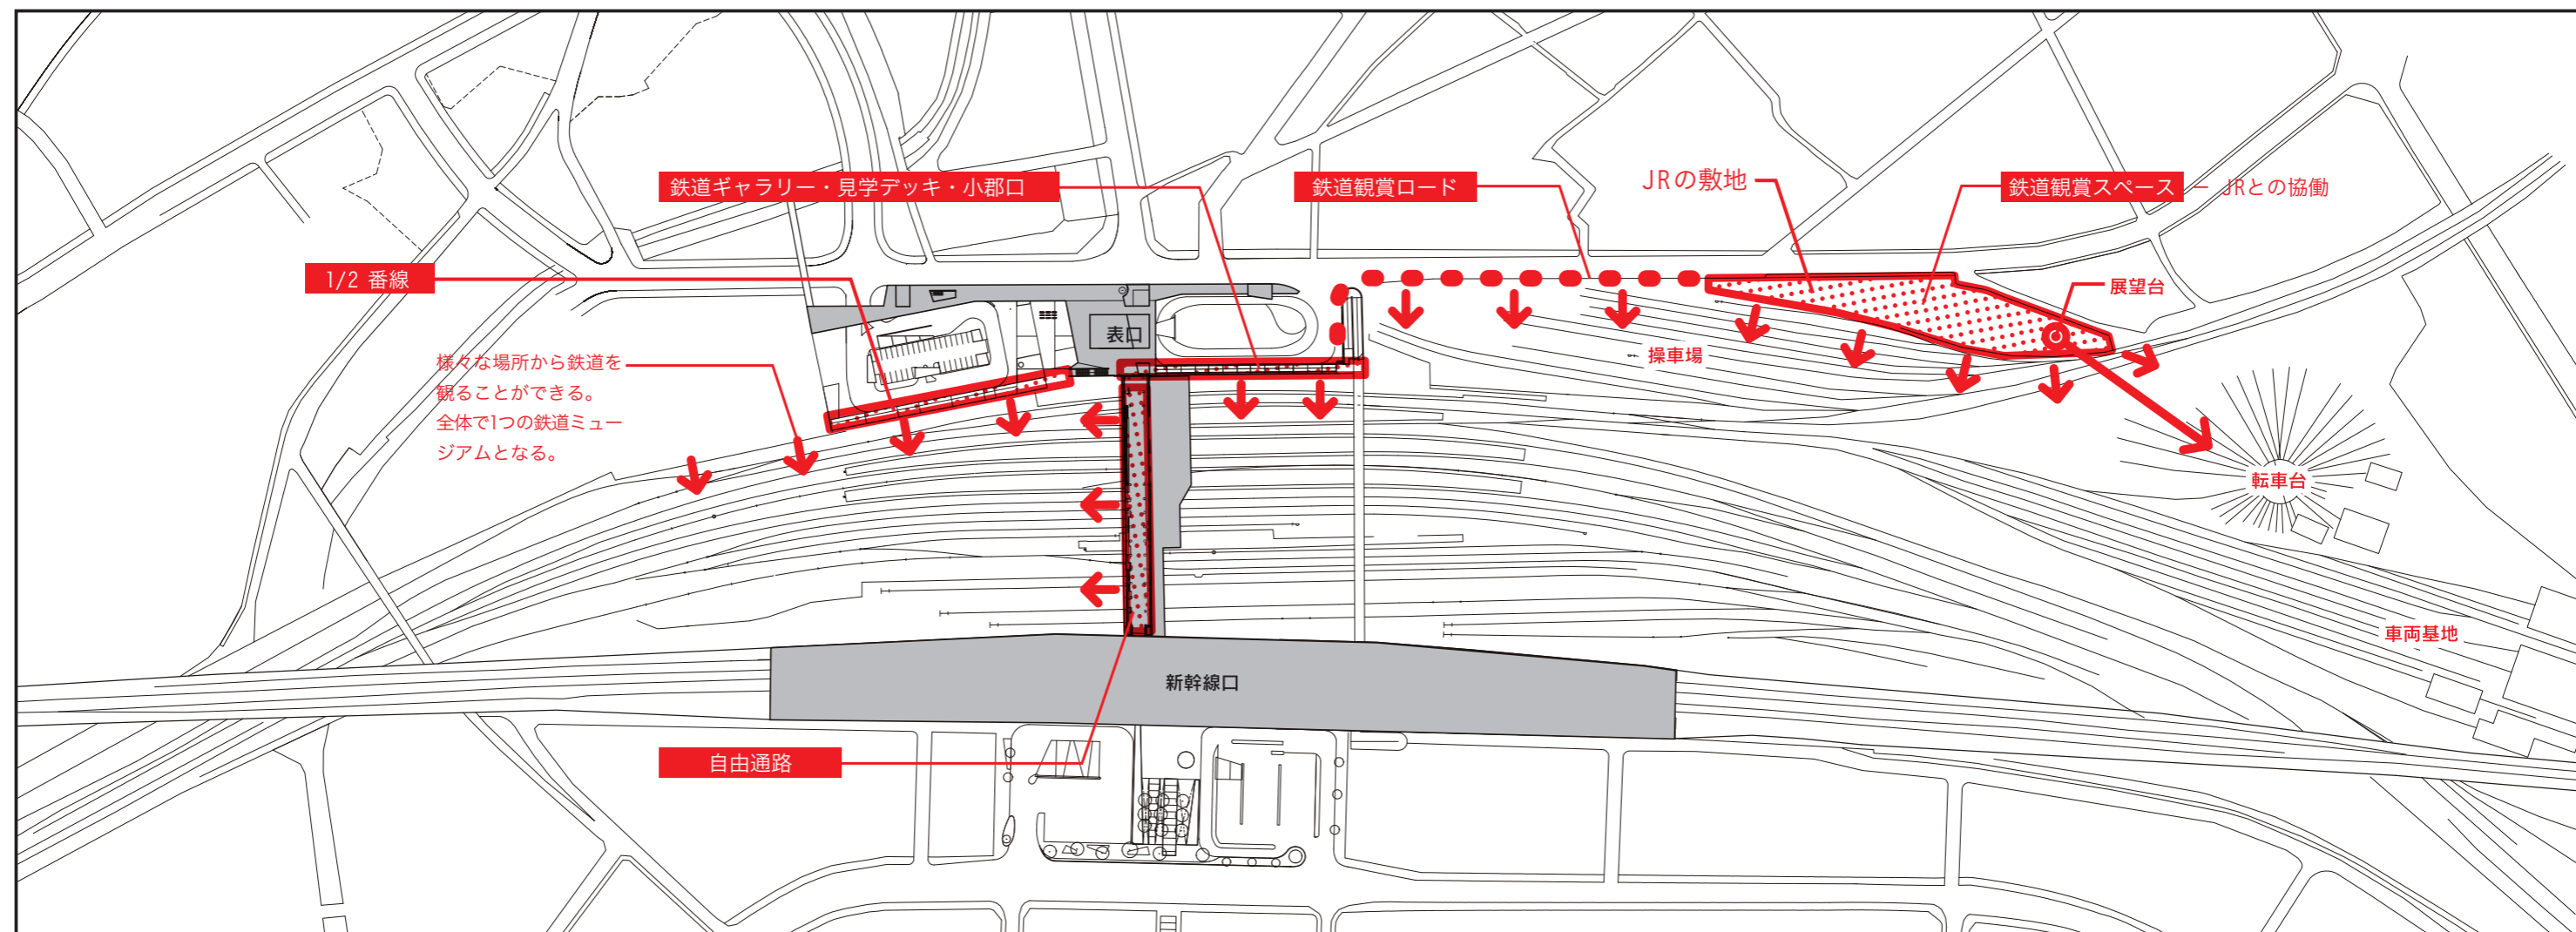 鉄道ギャラリー・見学デッキ・小郡口
鉄道観賞ロード
JRの敷地
鉄道観賞スペース － JRとの協働
1/2 番線
展望台
表口
操車場
様々な場所から鉄道を
観ることができる。
全体で1つの鉄道ミュー
ジアムとなる。
転車台
車両基地
新幹線口
自由通路